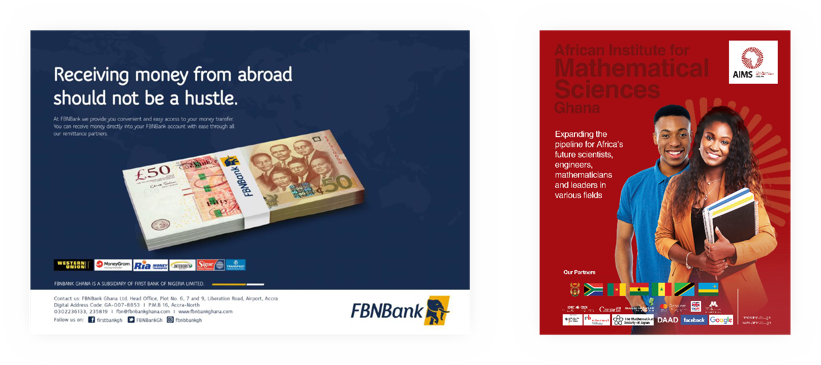 Receiving money from abroad
should not be a hustle.
At FBNBank we provide you convenient and easy access to your money transfer.
You can receive money directly into your FBNBank account with ease through all
our remittance partners.
£50
FBNBank
50
WESTERN
UNION
MoneyGram
Ria
FBNBANK GHANA IS A SUBSIDIARY OF FIRST BANK OF NIGERIA LIMITED.
Contact us: FBNBank Ghana Ltd. Head Office, Plot No. 6, 7 and 9, Liberation Road, Airport, Accra
Digital Address Code: GA-007-6653 I P.M.B 16, Accra-North
0302236133, 235819 I fbn@fbnbankghana.com I www.fbnbankghana.com
Follow us on: firstbankgh FBNBankGh fbnbankgh
FBNBank
African Institute for
Mathematical
Sciences
Ghana
AIMS
Expanding the
pipeline for Africa's
future scientists,
engineers,
mathematicians
and leaders in
various fields
Our Partners
Canada
DAAD
facebook
Google